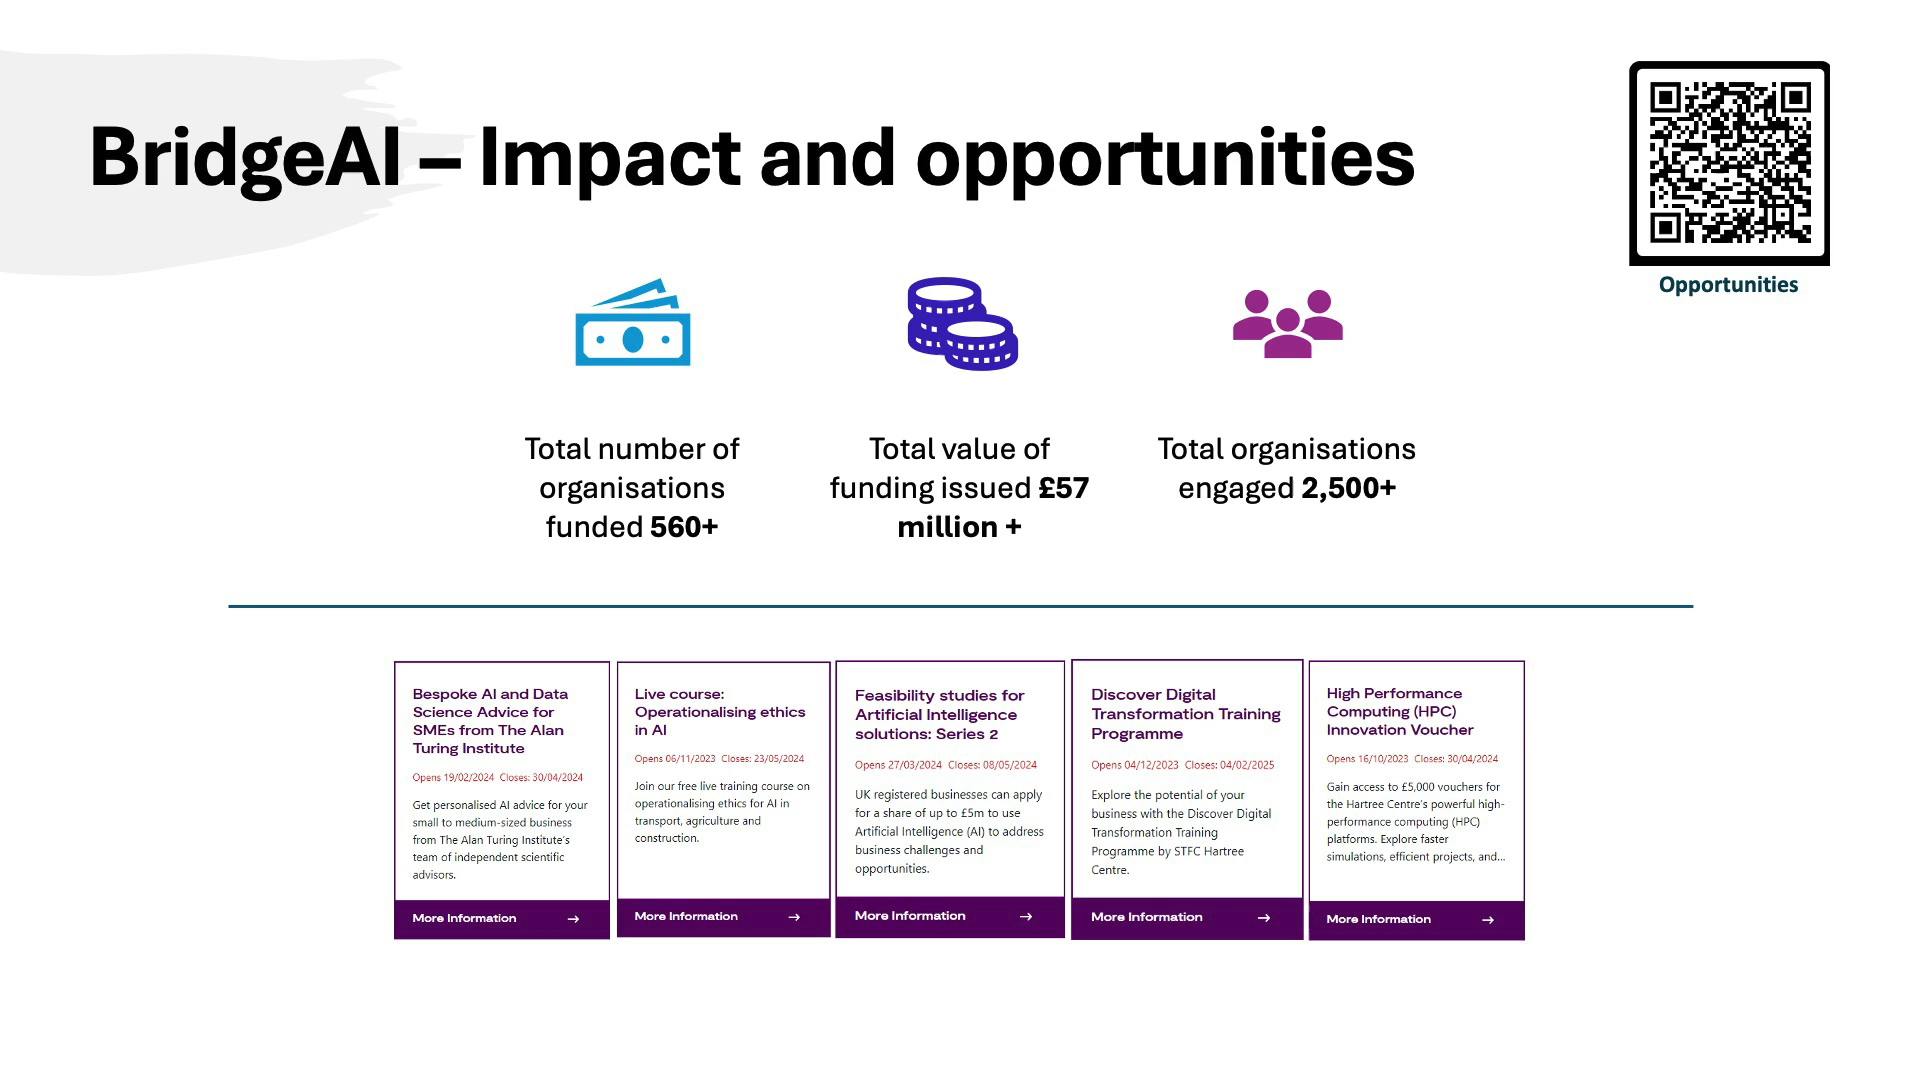 BridgeAI – Impact and opportunities
Opportunities
Total number of
organisations
funded 560+
Total value of
funding issued £57
million +
Total organisations
engaged 2,500+
Bespoke AI and Data
Science Advice for
SMEs from The Alan
Turing Institute
Opens 19/02/2024 Closes: 30/04/2024
Get personalised AI advice for your
small to medium-sized business
from The Alan Turing Institute's
team of independent scientific
advisors.
More Information →
Live course:
Operationalising ethics
in AI
Opens 06/11/2023 Closes: 23/05/2024
Join our free live training course on
operationalising ethics for AI in
transport, agriculture and
construction.
More Information →
Feasibility studies for
Artificial Intelligence
solutions: Series 2
Opens 27/03/2024 Closes: 08/05/2024
UK registered businesses can apply
for a share of up to £5m to use
Artificial Intelligence (AI) to address
business challenges and
opportunities.
More Information →
Discover Digital
Transformation Training
Programme
Opens 04/12/2023 Closes: 04/02/2025
Explore the potential of your
business with the Discover Digital
Transformation Training
Programme by STFC Hartree
Centre.
More Information →
High Performance
Computing (HPC)
Innovation Voucher
Opens 16/10/2023 Closes: 30/04/2024
Gain access to £5,000 vouchers for
the Hartree Centre's powerful high-
performance computing (HPC)
platforms. Explore faster
simulations, efficient projects, and...
More Information →